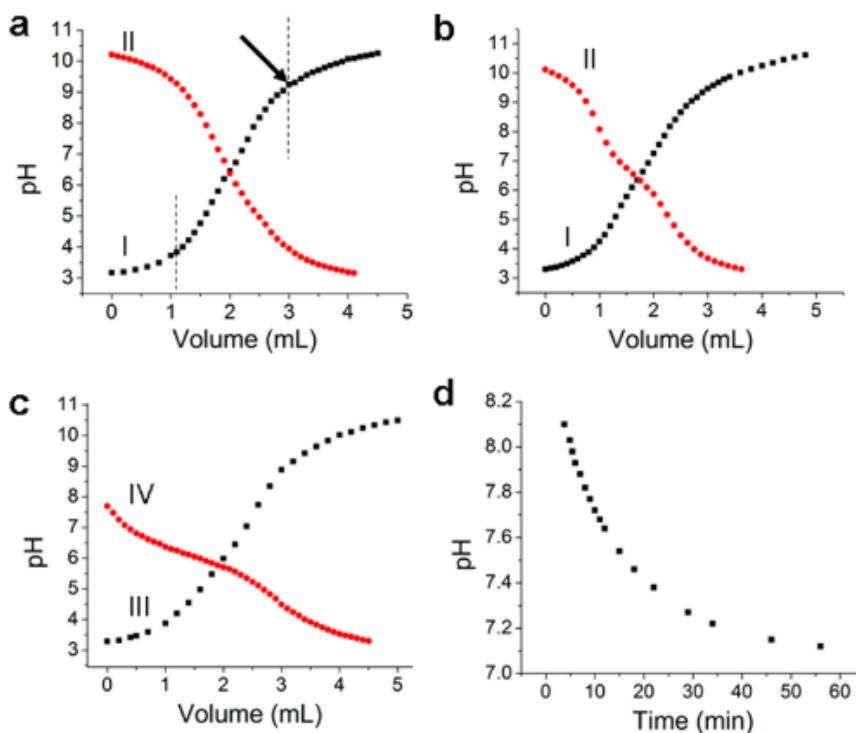 a
II
I
pH
11
10
9
8
7
6
5
4
3
0 1 2 3 4 5
Volume (mL)
b
II
I
pH
11
10
9
8
7
6
5
4
3
0 1 2 3 4 5
Volume (mL)
c
IV
III
pH
11
10
9
8
7
6
5
4
3
0 1 2 3 4 5
Volume (mL)
d
pH
8.2
8.0
7.8
7.6
7.4
7.2
7.0
0 10 20 30 40 50 60
Time (min)